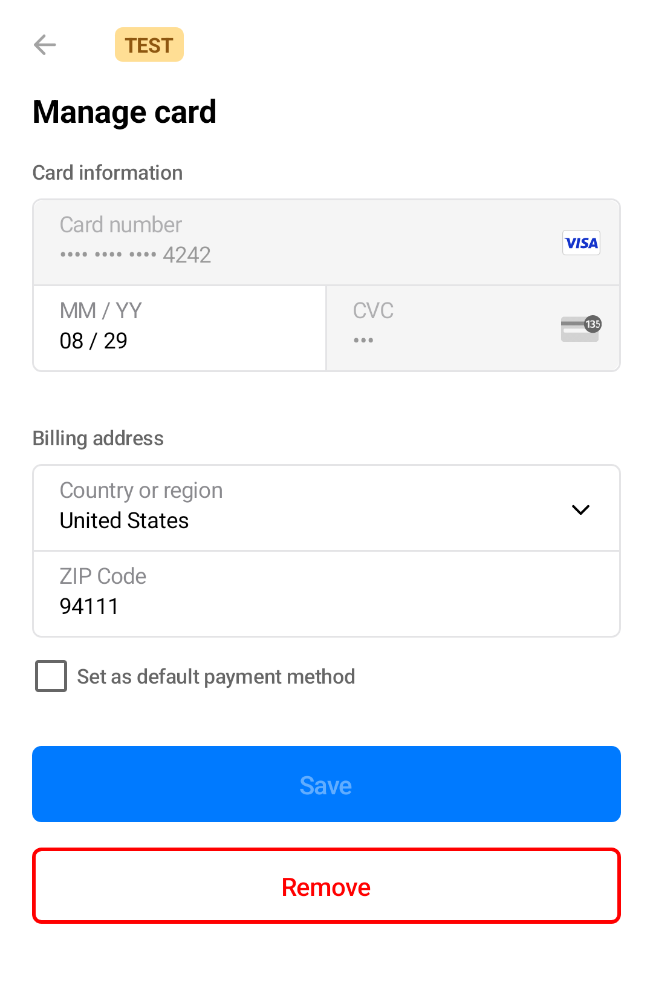 TEST
Manage card
Card information
Card number
•••• •••• •••• 4242
VISA
MM / YY
08 / 29
CVC
•••
135
Billing address
Country or region
United States
ZIP Code
94111
Set as default payment method
Save
Remove